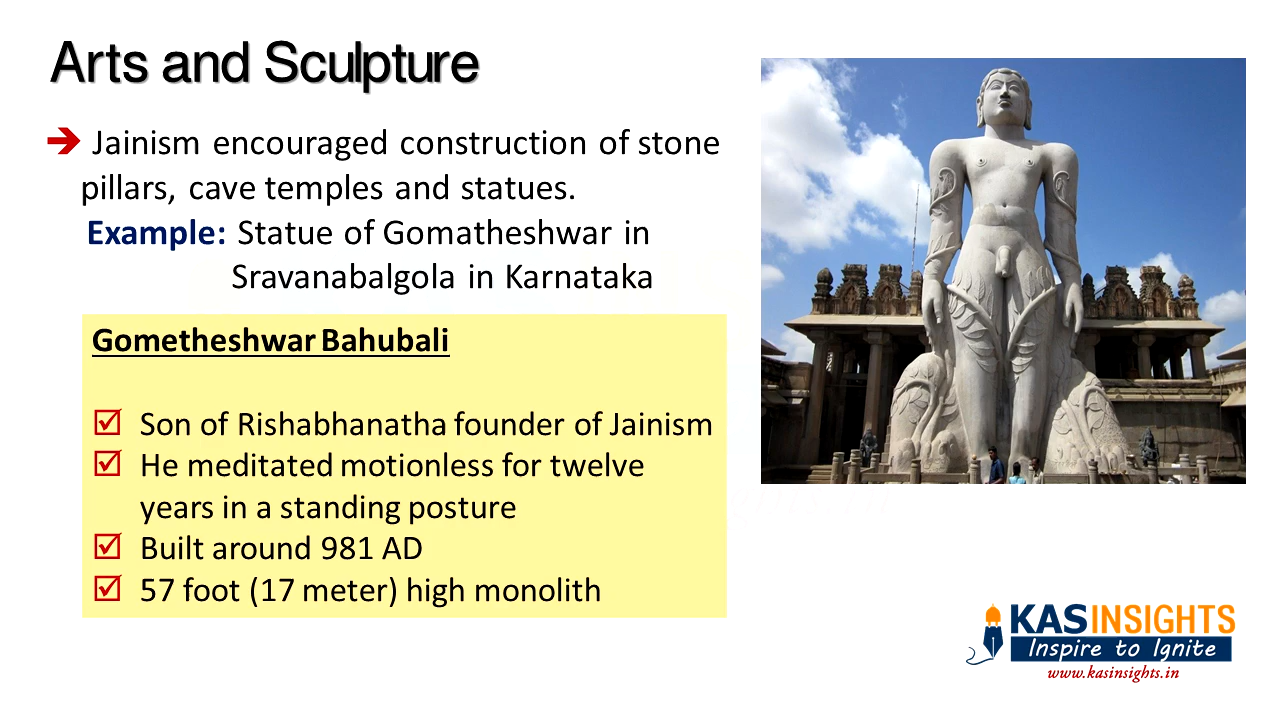 Arts and Sculpture
➔ Jainism encouraged construction of stone
pillars, cave temples and statues.
Example: Statue of Gomatheshwar in
Sravanabalgola in Karnataka
Gometheshwar Bahubali
☑ Son of Rishabhanatha founder of Jainism
☑ He meditated motionless for twelve
years in a standing posture
☑ Built around 981 AD
☑ 57 foot (17 meter) high monolith
KASINSIGHTS
Inspire to Ignite
www.kasinsights.in